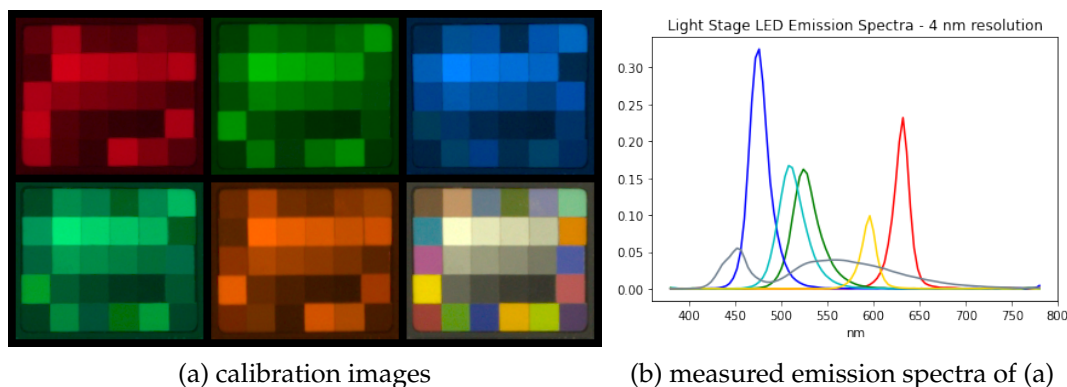 Light Stage LED Emission Spectra - 4 nm resolution
0.30
0.25
0.20
0.15
0.10
0.05
0.00
400 450 500 550 600 650 700 750 800
nm
(a) calibration images
(b) measured emission spectra of (a)